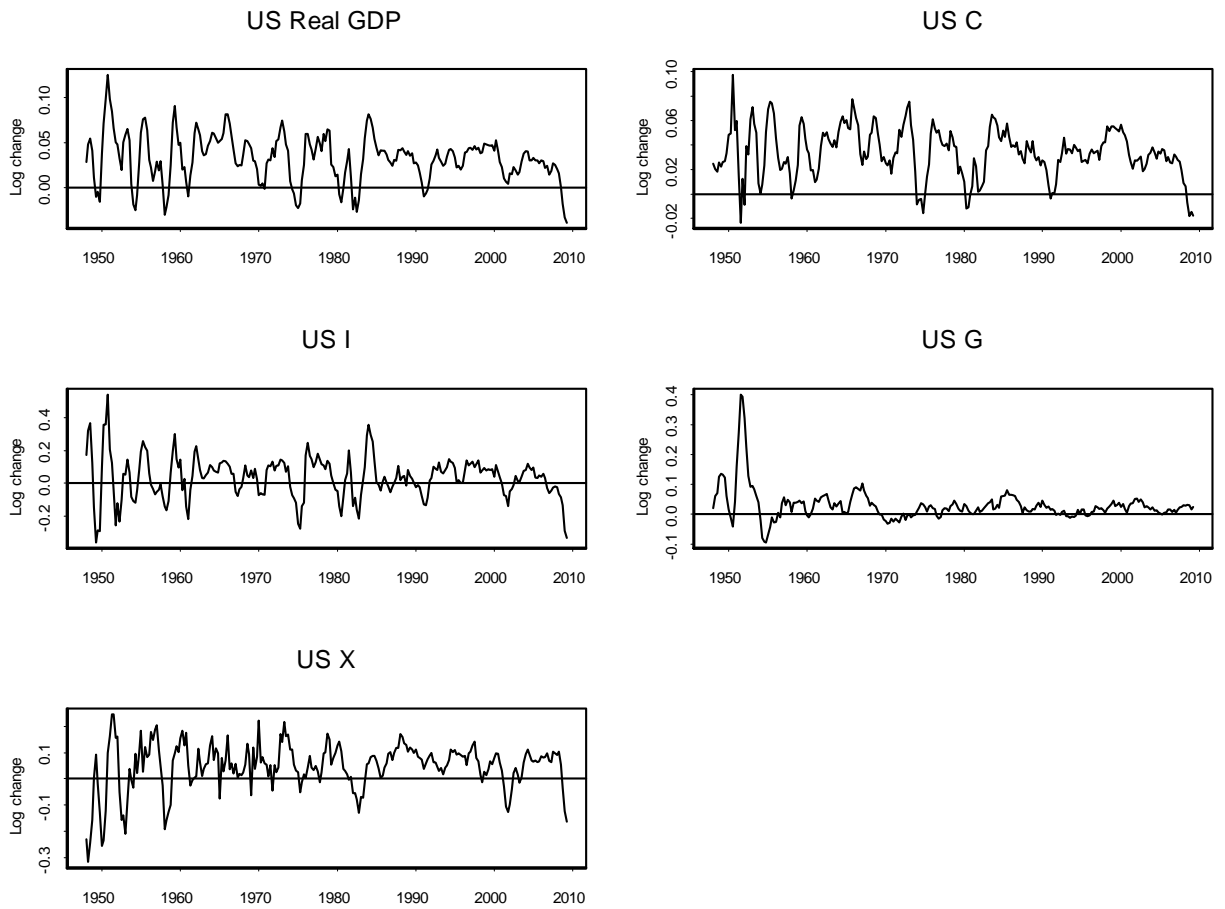 US Real GDP
Log change
0.00 0.05 0.10
1950 1960 1970 1980 1990 2000 2010
US C
Log change
-0.02 0.02 0.06 0.10
1950 1960 1970 1980 1990 2000 2010
US I
Log change
-0.2 0.0 0.2 0.4
1950 1960 1970 1980 1990 2000 2010
US G
Log change
-0.1 0.0 0.1 0.2 0.3 0.4
1950 1960 1970 1980 1990 2000 2010
US X
Log change
-0.3 -0.1 0.1
1950 1960 1970 1980 1990 2000 2010